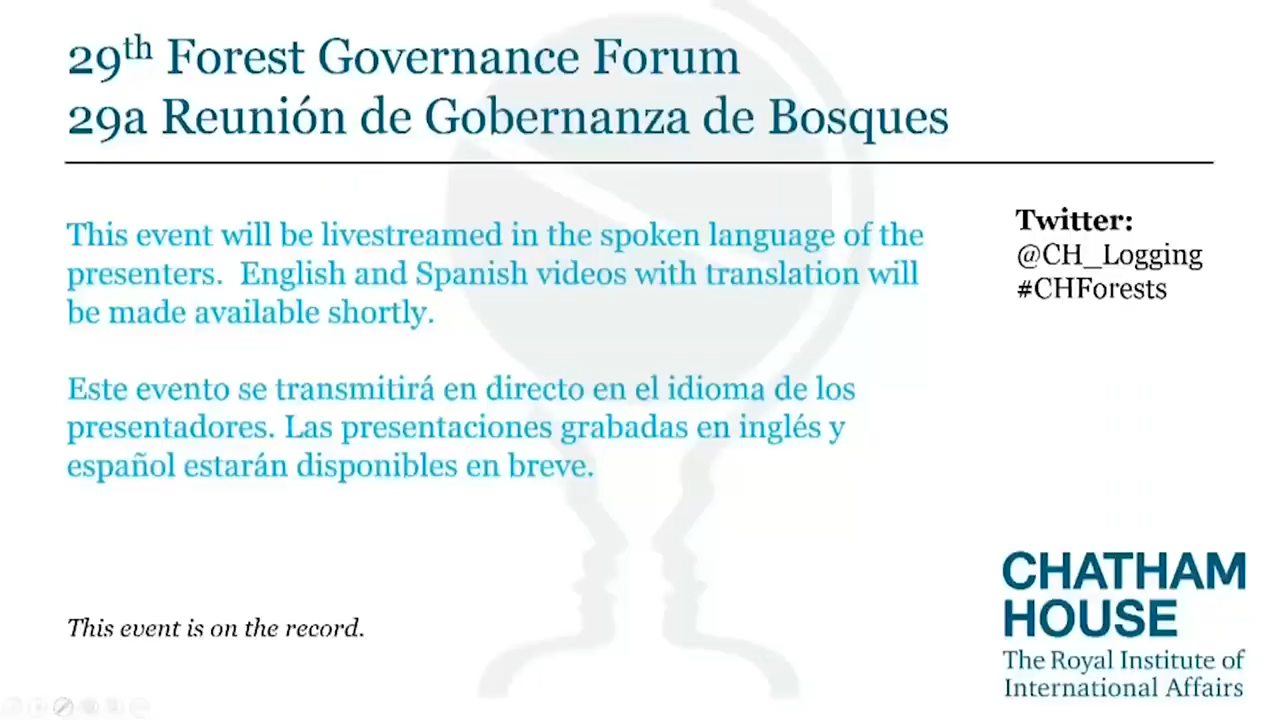 29th Forest Governance Forum
29a Reunión de Gobernanza de Bosques
This event will be livestreamed in the spoken language of the
presenters.  English and Spanish videos with translation will
be made available shortly.
Este evento se transmitirá en directo en el idioma de los
presentadores. Las presentaciones grabadas en inglés y
español estarán disponibles en breve.
This event is on the record.
Twitter:
@CH_Logging
#CHForests
CHATHAM
HOUSE
The Royal Institute of
International Affairs